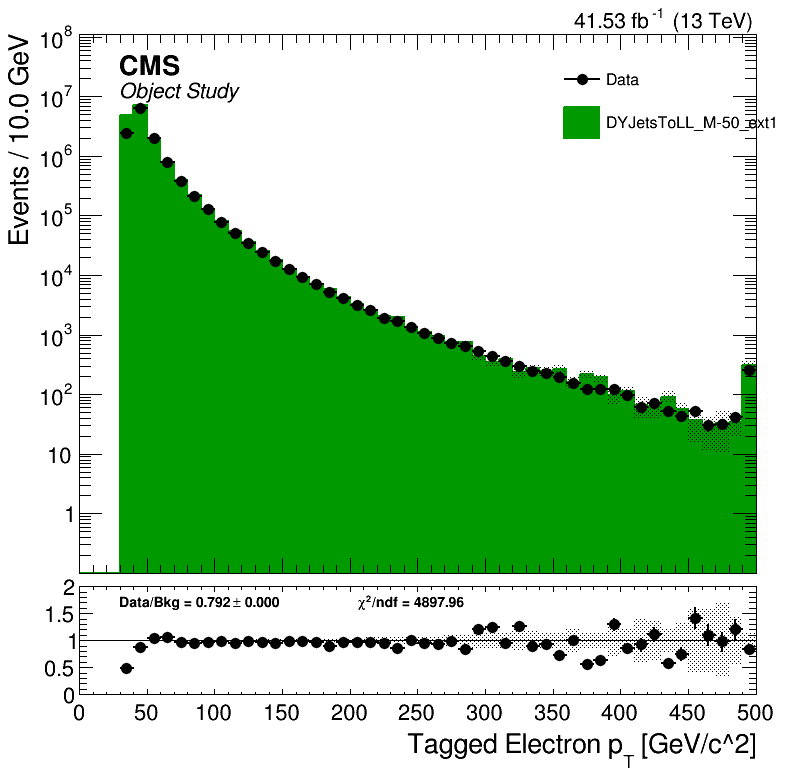 41.53 fb⁻¹ (13 TeV)
CMS
Object Study
Data
DYJetsToLL_M-50_ext1
Events / 10.0 GeV
10⁸
10⁷
10⁶
10⁵
10⁴
10³
10²
10
1
Data/Bkg = 0.792 ± 0.000 χ²/ndf = 4897.96
2
1.5
1
0.5
0
0 50 100 150 200 250 300 350 400 450 500
Tagged Electron p_T [GeV/c^2]